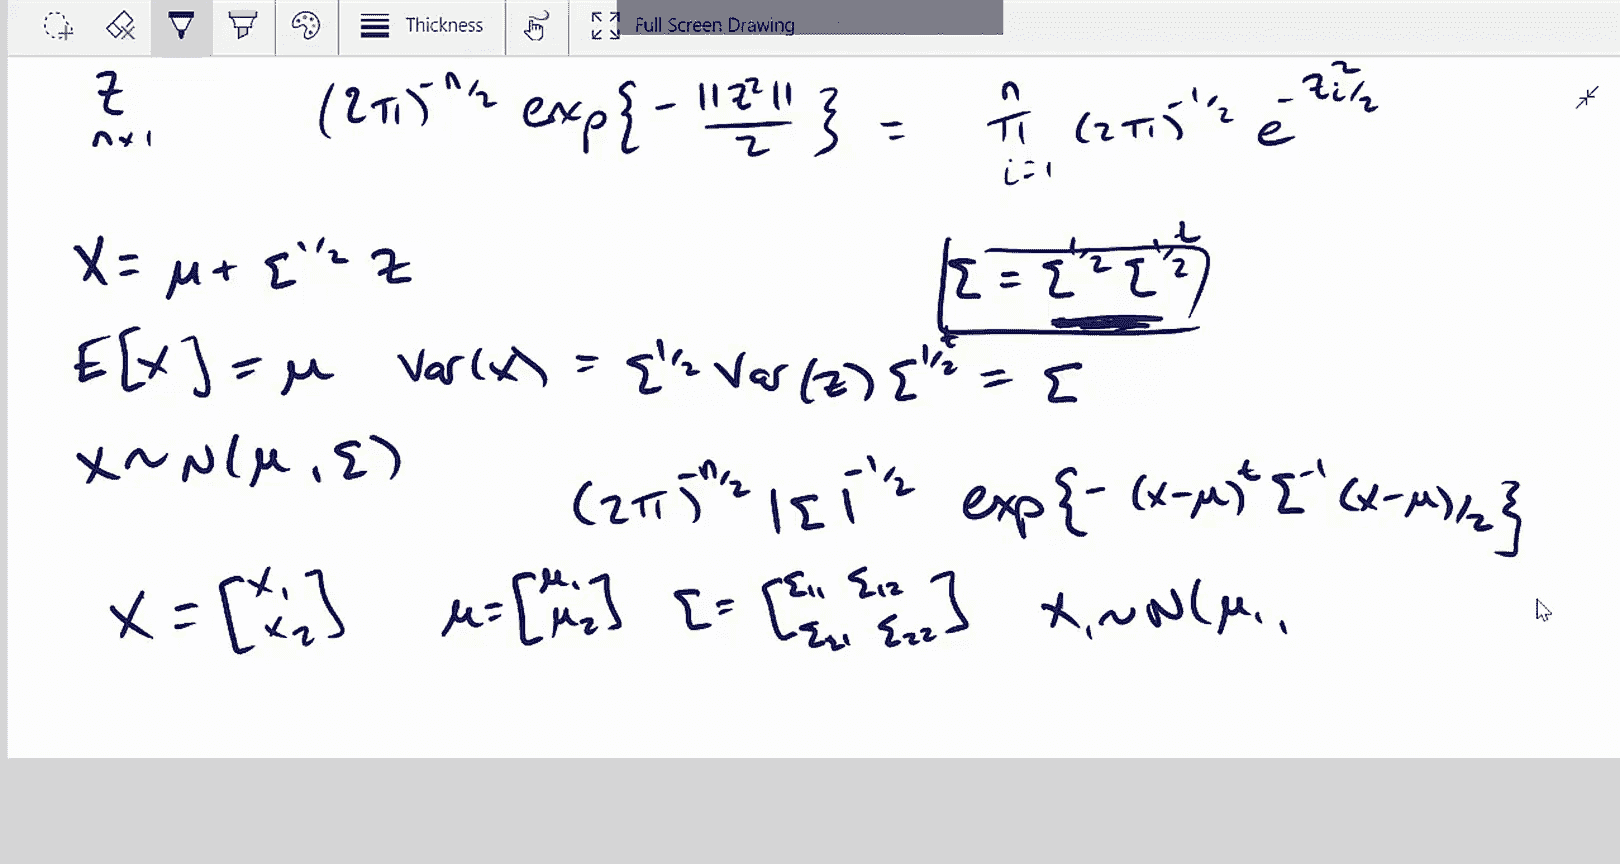 Thickness Full Screen Drawing
Z (2π)^{-n/2} exp{-||Z²||/2} = ∏_{i=1}^{n} (2π)^{-1/2} e^{-Zi²/2}
n×1
X = μ + Σ^{1/2} Z Σ = Σ^{1/2} Σ^{1/2 t}
E[X] = μ Var(X) = Σ^{1/2} Var(Z) Σ^{1/2 t} = Σ
X ~ N(μ, Σ)
(2π)^{-n/2} |Σ|^{-1/2} exp{-(x-μ)^t Σ^{-1} (x-μ)/2}
X = [X₁ X₂] μ = [μ₁ μ₂] Σ = [Σ₁₁ Σ₁₂ Σ₂₁ Σ₂₂] X₁ ~ N(μ₁,